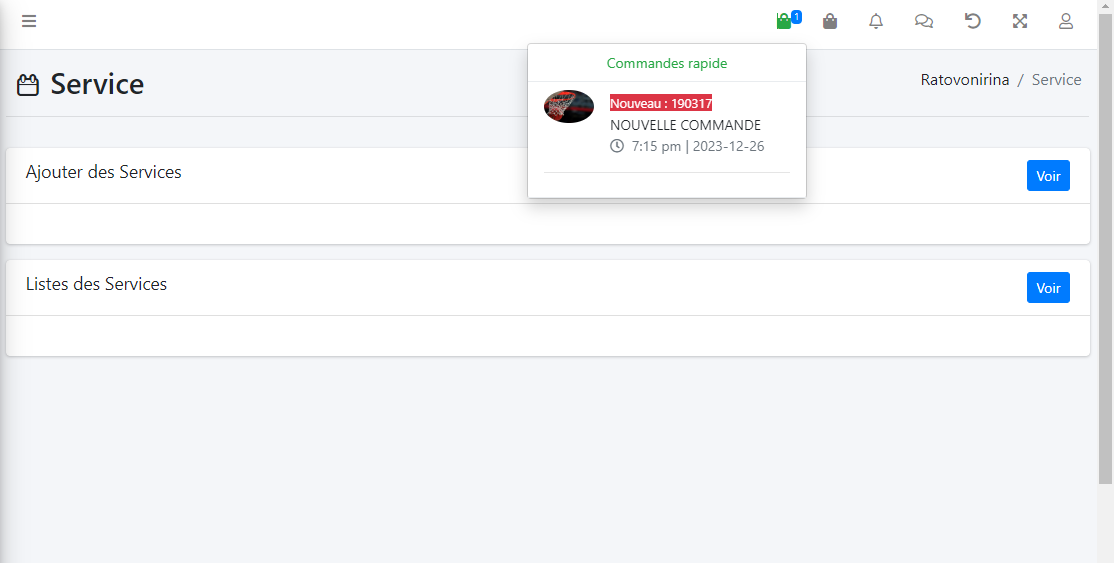 1
Commandes rapide
Nouveau : 190317
NOUVELLE COMMANDE
7:15 pm | 2023-12-26
Service
Ratovonirina / Service
Ajouter des Services
Voir
Listes des Services
Voir